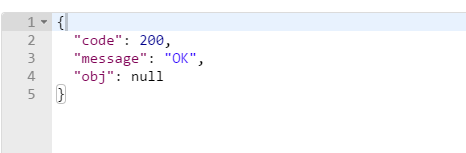 1 {
2 "code": 200,
3 "message": "OK",
4 "obj": null
5 }